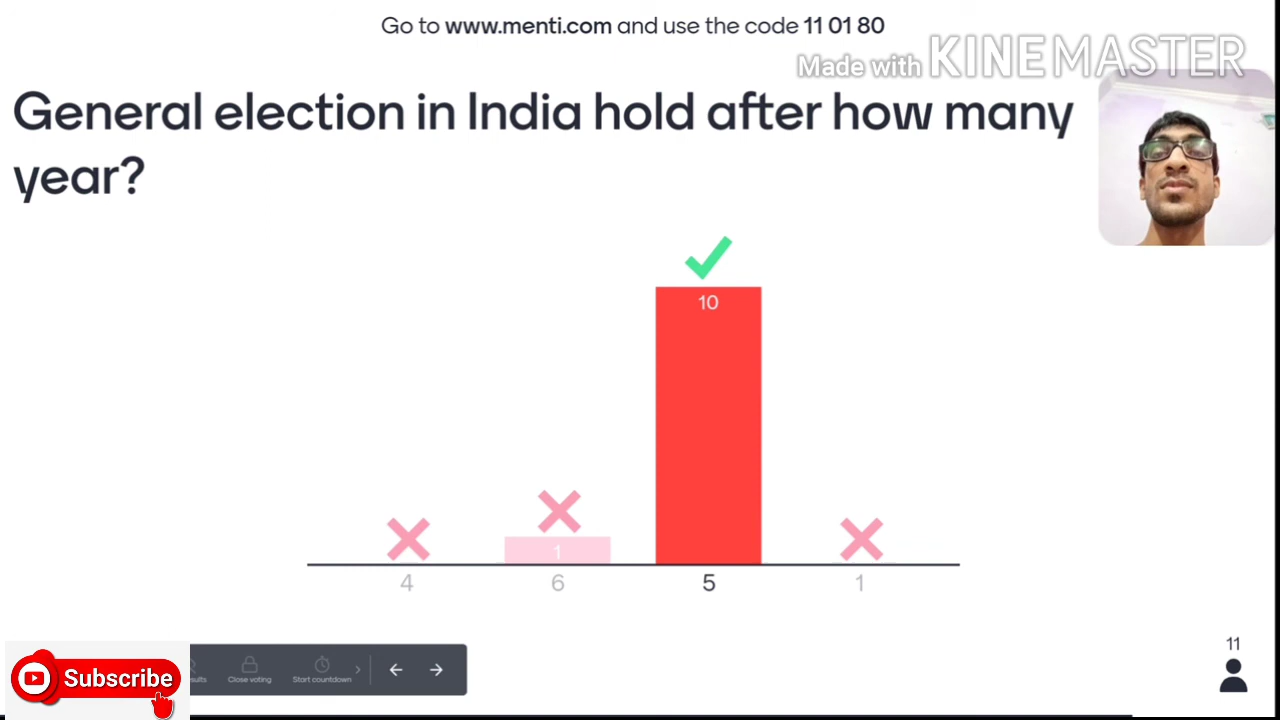 Go to www.menti.com and use the code 11 01 80
Made with KINEMASTER
General election in India hold after how many
year?
10
1
4
6
5
1
11
Subscribe
Close voting
Start countdown